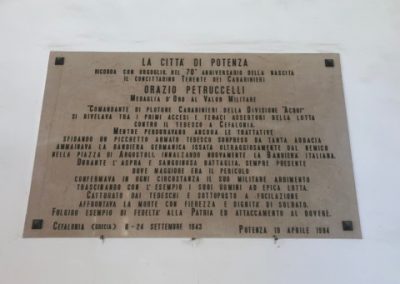 LA CITTÀ DI POTENZA
RICORDA CON ORGOGLIO, NEL 70° ANNIVERSARIO DELLA NASCITA
IL CONCITTADINO TENENTE DEI CARABINIERI
ORAZIO PETRUCCELLI
MEDAGLIA D'ORO AL VALOR MILITARE
"COMANDANTE DI PLOTONE CARABINIERI DELLA DIVISIONE "ACQUI"
SI RIVELAVA TRA I PRIMI ACCESI E TENACI ASSERTORI DELLA LOTTA
CONTRO IL TEDESCO A CEFALONIA.
MENTRE PERDURAVANO ANCORA LE TRATTATIVE
SFIDANDO UN PICCHETTO ARMATO TEDESCO SORPRESO DA TANTA AUDACIA
AMMAINAVA LA BANDIERA GERMANICA ISSATA OLTRAGGIOSAMENTE DAL NEMICO
NELLA PIAZZA DI ARGOSTOLI INNALZANDO NUOVAMENTE LA BANDIERA ITALIANA.
DURANTE L'ASPRA E SANGUINOSA BATTAGLIA, SEMPRE PRESENTE
DOVE MAGGIORE ERA IL PERICOLO
CONFERMAVA IN OGNI CIRCOSTANZA IL SUO MILITARE ARDIMENTO
TRASCINANDO CON L'ESEMPIO I SUOI UOMINI AD EPICA LOTTA.
CATTURATO DAI TEDESCHI E SOTTOPOSTO A FUCILAZIONE
AFFRONTAVA LA MORTE CON FIEREZZA E DIGNITÀ DI SOLDATO.
FULGIDO ESEMPIO DI FEDELTÀ ALLA PATRIA ED ATTACCAMENTO AL DOVERE.
CEFALONIA (GRECIA) 8-24 SETTEMBRE 1943 POTENZA 19 APRILE 1984